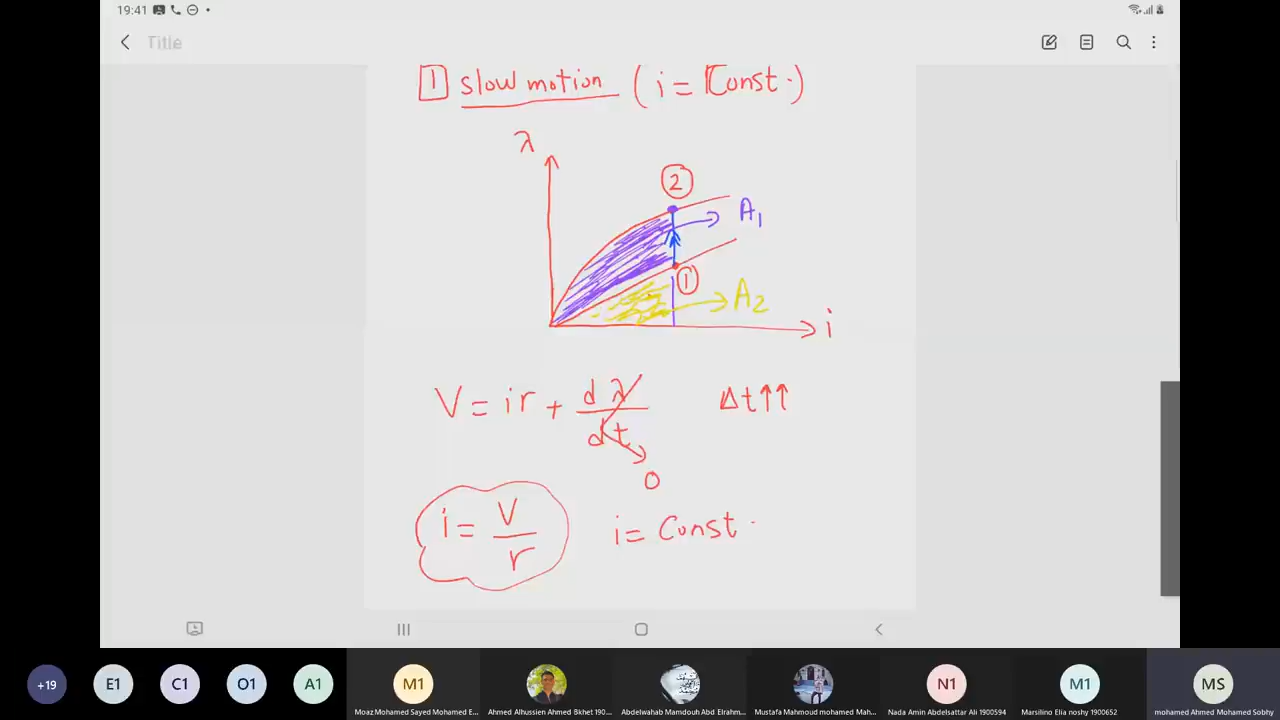 19:41
Title
1 slow motion ( i = Const. )
λ
2
A1
1
A2
i
V = ir + dλ/dt Δt↑↑
0
i = V/r i = Const.
+19 E1 C1 O1 A1 M1 N1 M1 MS
Moaz.Mohamed Sayed Mohamed E... Ahmed Alhussien Ahmed Bkhet 190... Abdelwahab Mamdouh Abd Elrahm... Mustafa Mahmoud mohamed Mah... Nada Amin Abdelsattar Ali 1900594 Marsilino Elia noshy 1900652 mohamed Ahmed Mohamed Sobhy